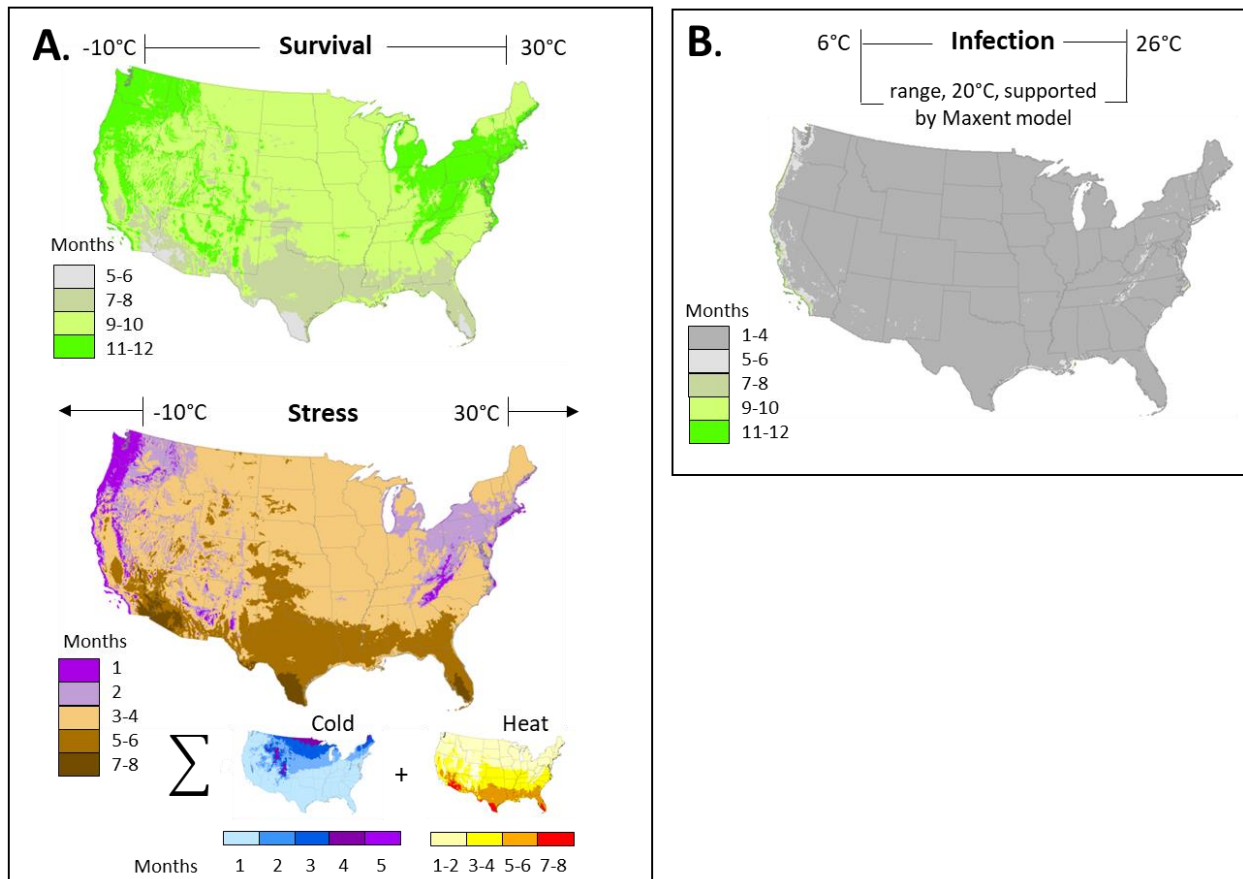 A.
-10°C Survival 30°C
Months
5-6
7-8
9-10
11-12
-10°C Stress 30°C
Months
1
2
3-4
5-6
7-8
Cold Heat
∑ +
Months 1 2 3 4 5 1-2 3-4 5-6 7-8
B.
6°C Infection 26°C
range, 20°C, supported
by Maxent model
Months
1-4
5-6
7-8
9-10
11-12